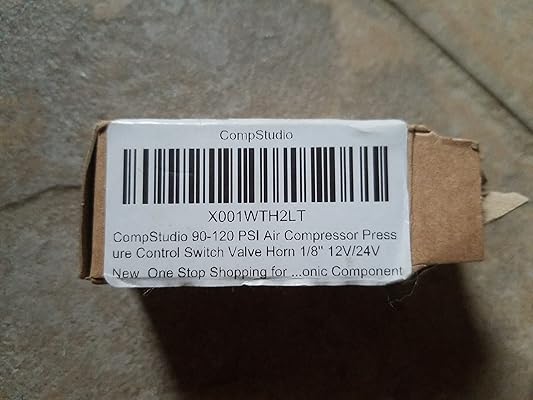 CompStudio
X001WTH2LT
CompStudio 90-120 PSI Air Compressor Press
ure Control Switch Valve Horn 1/8" 12V/24V
New One Stop Shopping for ...onic Component